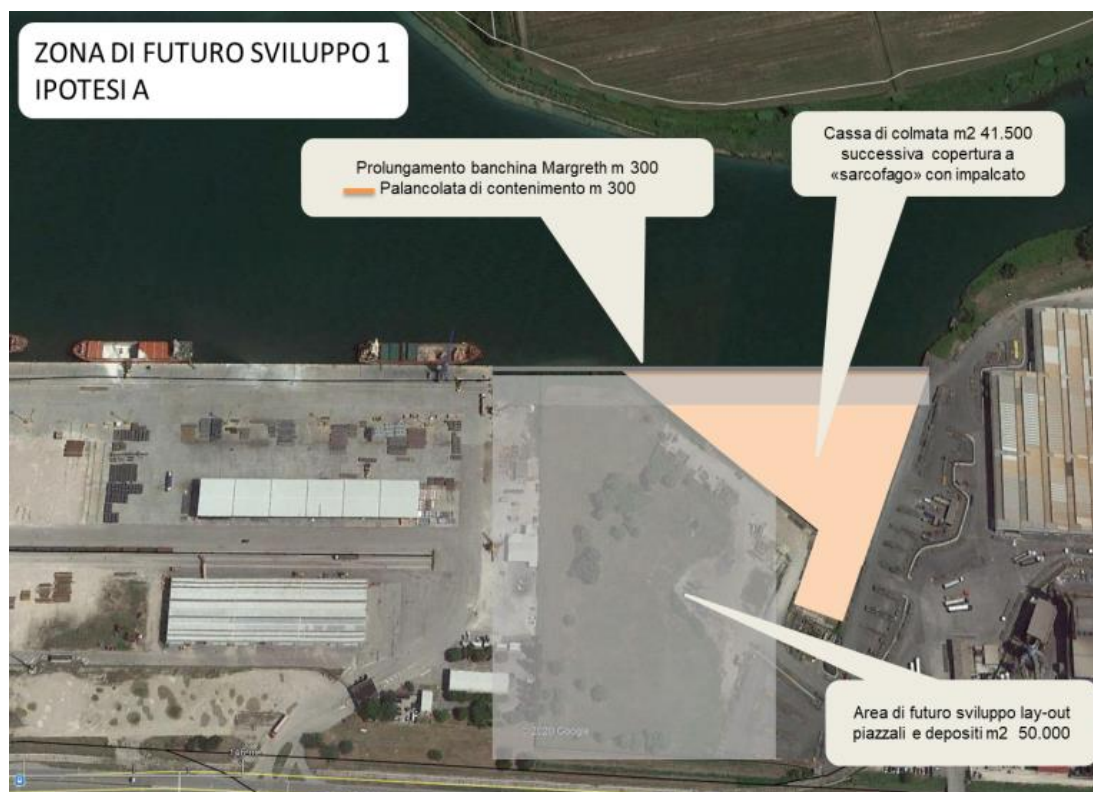 ZONA DI FUTURO SVILUPPO 1
IPOTESI A
Cassa di colmata m2 41.500
successiva copertura a
«sarcofago» con impalcato
Prolungamento banchina Margreth m 300
Palancolata di contenimento m 300
Area di futuro sviluppo lay-out
piazzali e depositi m2 50.000
©2020 Google